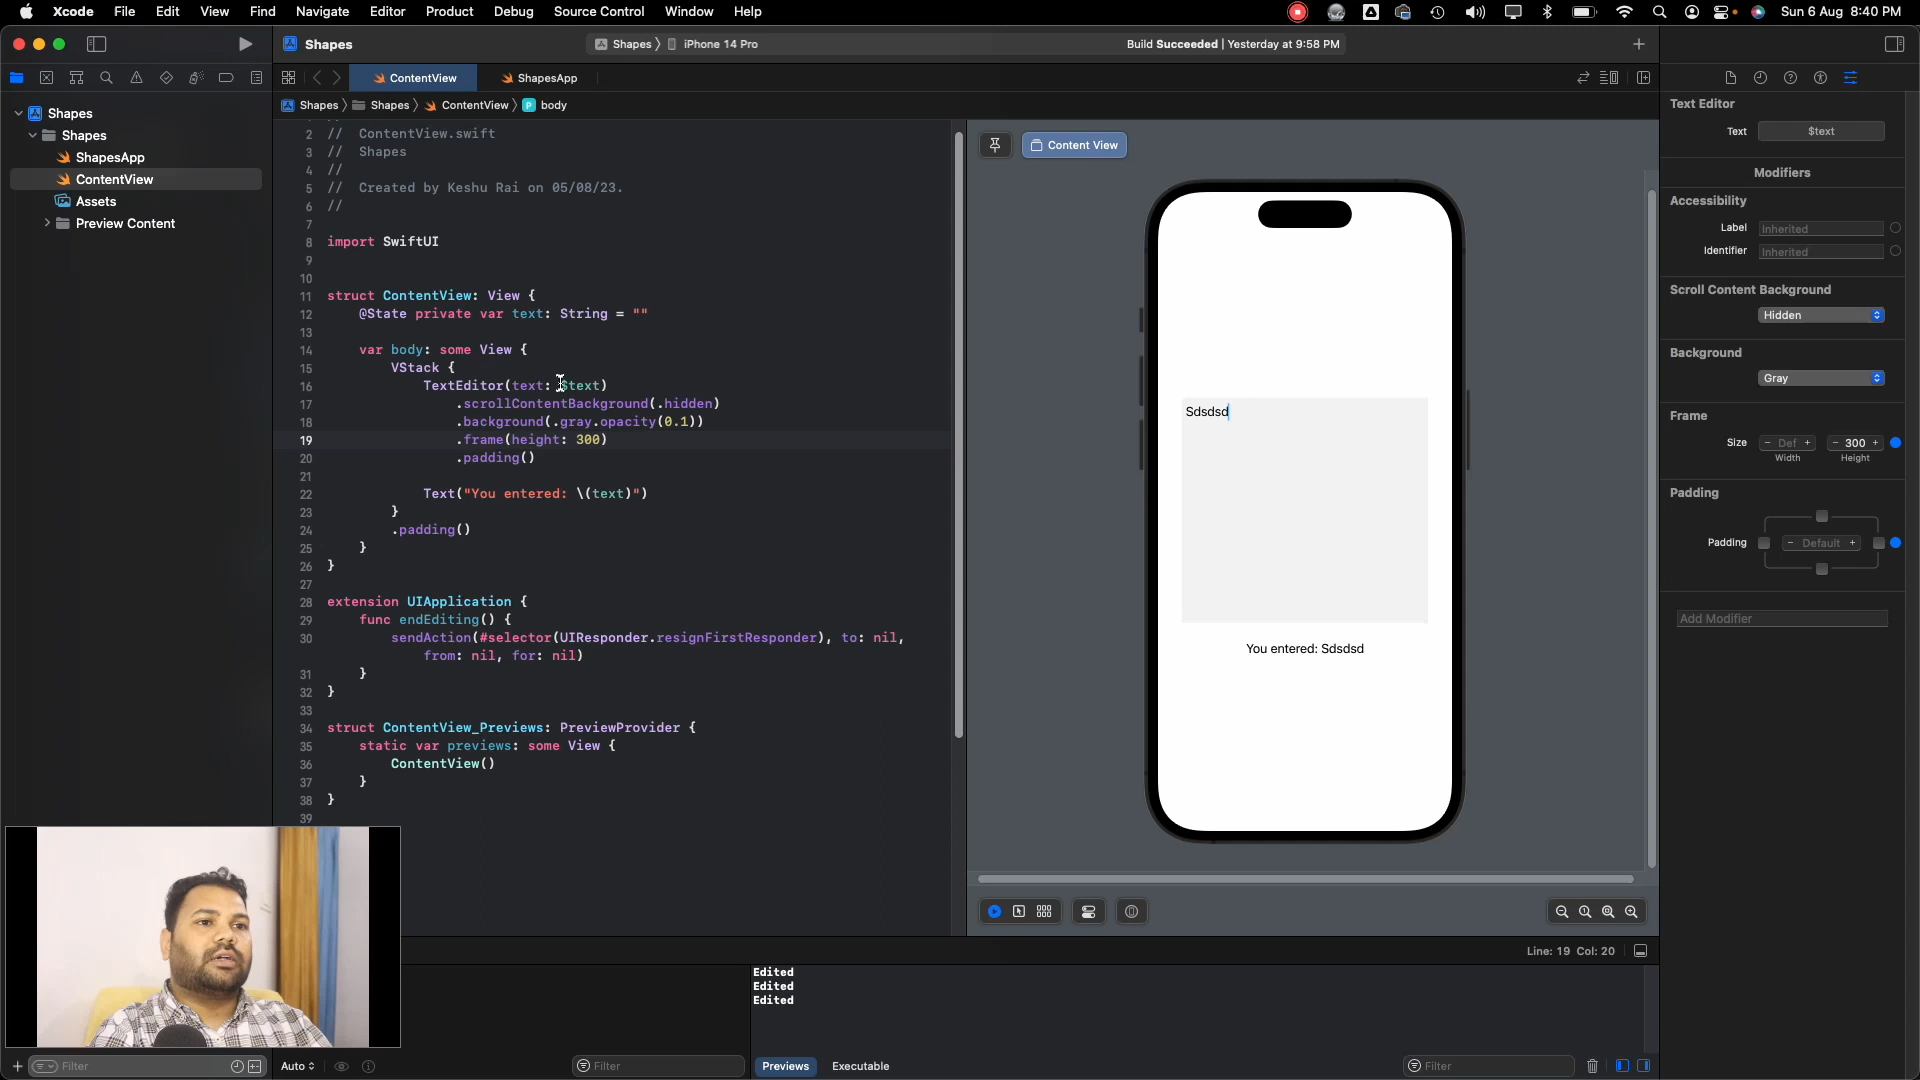 Xcode File Edit View Find Navigate Editor Product Debug Source Control Window Help
Sun 6 Aug 8:40 PM
Shapes
Shapes iPhone 14 Pro
Build Succeeded | Yesterday at 9:58 PM
ContentView ShapesApp
Shapes Shapes ContentView body
Shapes
Shapes
ShapesApp
ContentView
Assets
Preview Content
2 // ContentView.swift
3 // Shapes
4 //
5 // Created by Keshu Rai on 05/08/23.
6 //
7
8 import SwiftUI
9
10
11 struct ContentView: View {
12 @State private var text: String = ""
13
14 var body: some View {
15 VStack {
16 TextEditor(text: $text)
17 .scrollContentBackground(.hidden)
18 .background(.gray.opacity(0.1))
19 .frame(height: 300)
20 .padding()
21
22 Text("You entered: \(text)")
23 }
24 .padding()
25 }
26 }
27
28 extension UIApplication {
29 func endEditing() {
30 sendAction(#selector(UIResponder.resignFirstResponder), to: nil,
from: nil, for: nil)
31 }
32 }
33
34 struct ContentView_Previews: PreviewProvider {
35 static var previews: some View {
36 ContentView()
37 }
38 }
39
Content View
Sdsdsd
You entered: Sdsdsd
Text Editor
Text $text
Modifiers
Accessibility
Label Inherited
Identifier Inherited
Scroll Content Background
Hidden
Background
Gray
Frame
Size − Def + − 300 +
Width Height
Padding
Padding − Default +
Add Modifier
Line: 19 Col: 20
Edited
Edited
Edited
Filter
Auto
Filter
Previews Executable
Filter